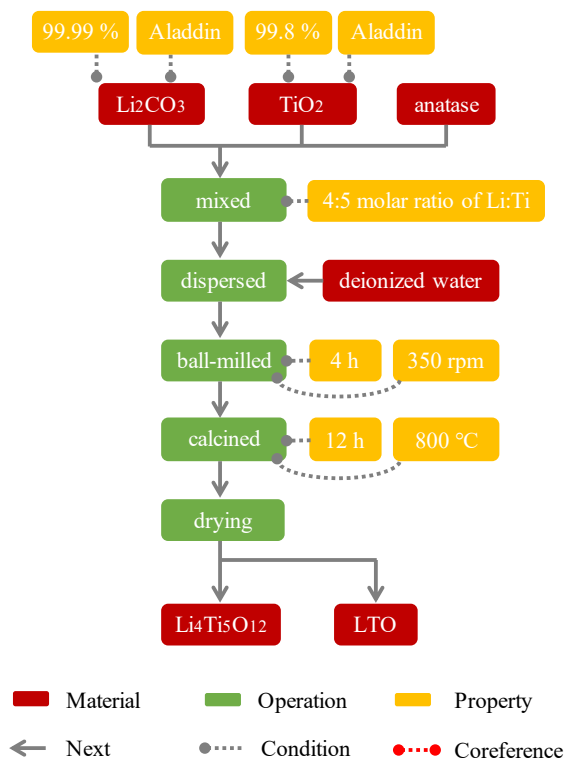 99.99 % Aladdin 99.8 % Aladdin
Li2CO3 TiO2 anatase
mixed 4:5 molar ratio of Li:Ti
dispersed deionized water
ball-milled 4 h 350 rpm
calcined 12 h 800 ℃
drying
Li4Ti5O12 LTO
Material Operation Property
Next Condition Coreference